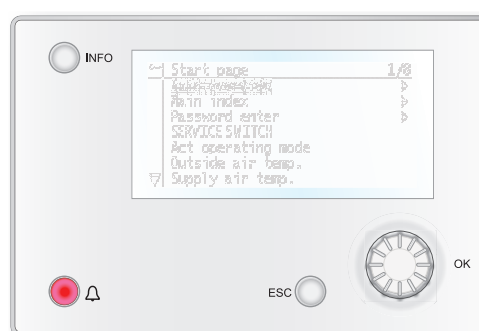 INFO
Start page 1/8
Main index
Password enter
SERVICE SWITCH
Act operating mode
Outside air temp.
Supply air temp.
OK
ESC